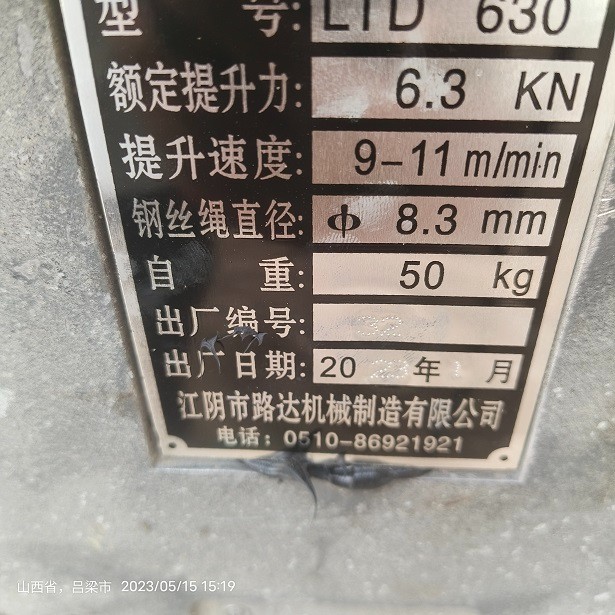 型 号: LTD 630
额定提升力: 6.3 KN
提升速度: 9-11 m/min
钢丝绳直径: ф 8.3 mm
自 重: 50 kg
出厂编号:
出厂日期: 20 年 月
江阴市路达机械制造有限公司
电话: 0510-86921921
山西省，吕梁市 2023/05/15 15:19